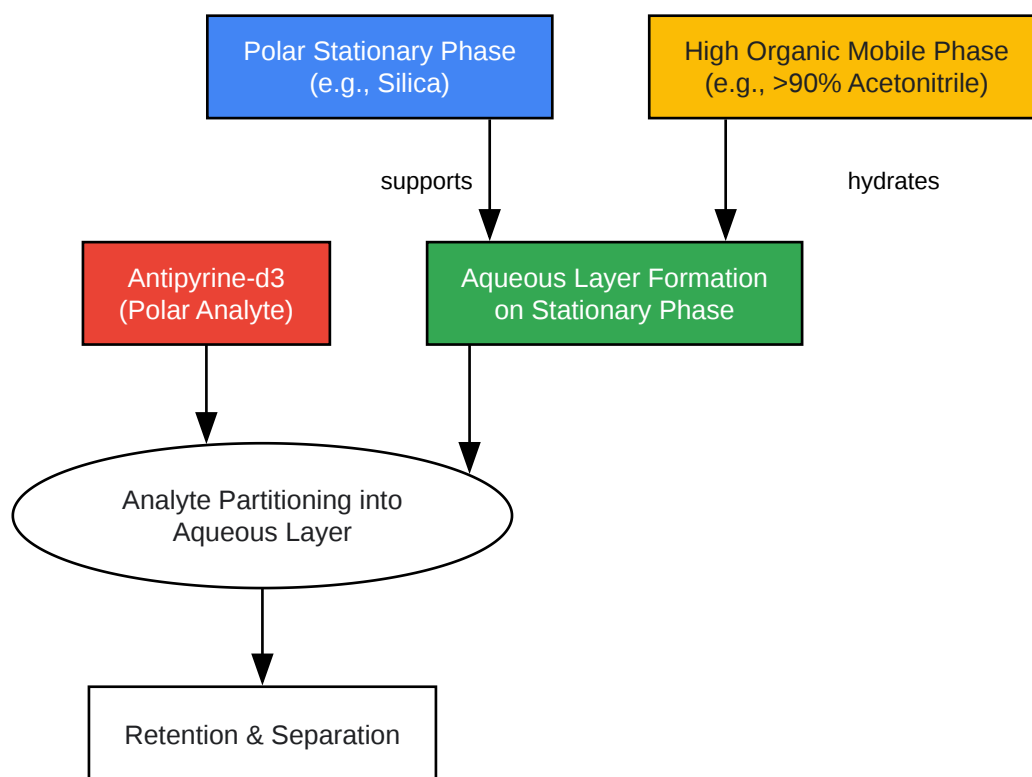 Polar Stationary Phase
(e.g., Silica)
High Organic Mobile Phase
(e.g., >90% Acetonitrile)
supports
hydrates
Antipyrine-d3
(Polar Analyte)
Aqueous Layer Formation
on Stationary Phase
Analyte Partitioning into
Aqueous Layer
Retention & Separation